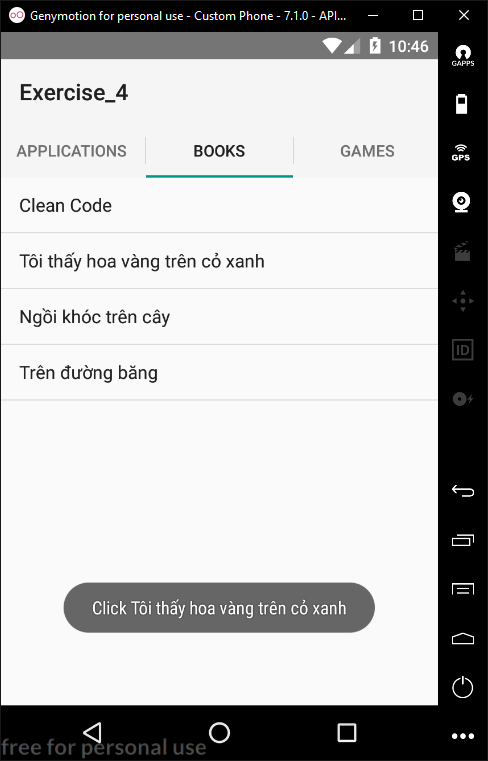 Genymotion for personal use - Custom Phone - 7.1.0 - API...
10:46
GAPPS
Exercise_4
APPLICATIONS
BOOKS
GAMES
GPS
Clean Code
Tôi thấy hoa vàng trên cỏ xanh
Ngồi khóc trên cây
ID
Trên đường băng
Click Tôi thấy hoa vàng trên cỏ xanh
free for personal use